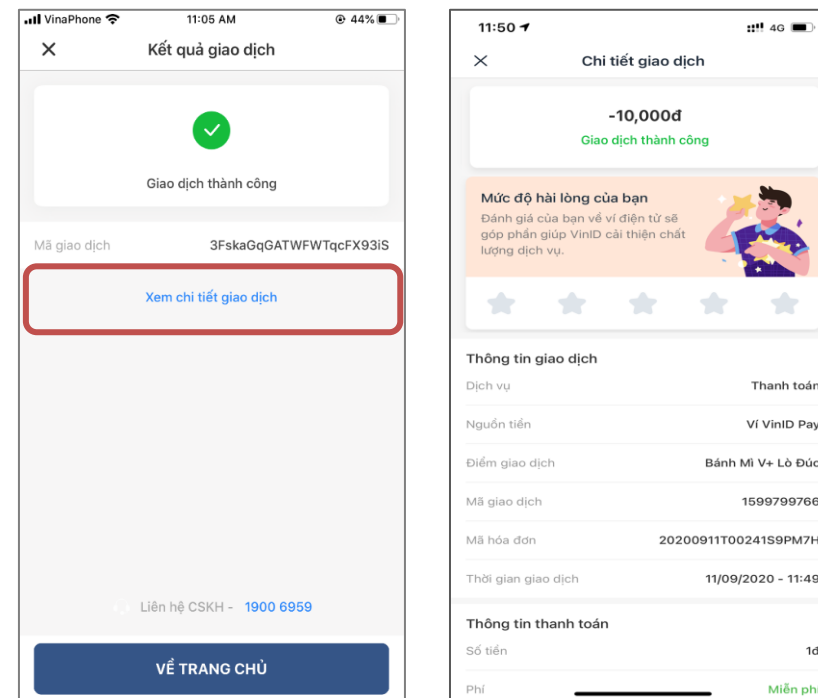 VinaPhone 11:05 AM 44%
Kết quả giao dịch
Giao dịch thành công
Mã giao dịch 3FskaGqGATWFWTqcFX93iS
Xem chi tiết giao dịch
Liên hệ CSKH - 1900 6959
VỀ TRANG CHỦ
11:50 4G
Chi tiết giao dịch
-10,000đ
Giao dịch thành công
Mức độ hài lòng của bạn
Đánh giá của bạn về ví điện tử sẽ
góp phần giúp VinID cải thiện chất
lượng dịch vụ.
Thông tin giao dịch
Dịch vụ Thanh toán
Nguồn tiền Ví VinID Pay
Điểm giao dịch Bánh Mì V+ Lò Đúc
Mã giao dịch 1599799766
Mã hóa đơn 20200911T00241S9PM7H
Thời gian giao dịch 11/09/2020 - 11:49
Thông tin thanh toán
Số tiền 1đ
Phí Miễn phí